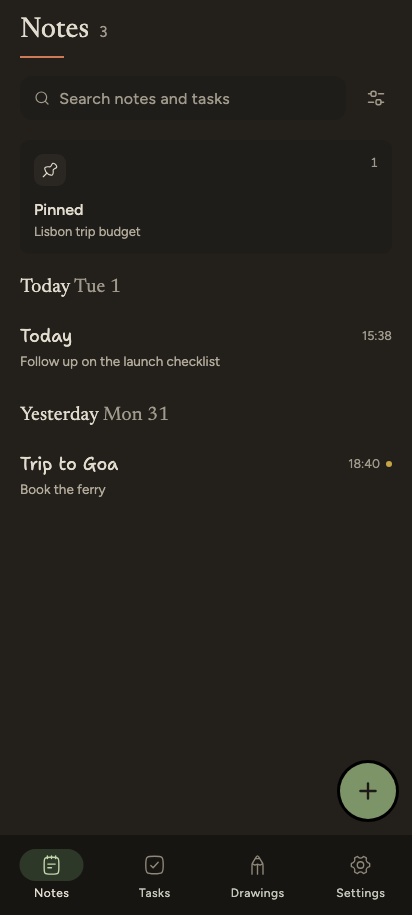 Notes 3
Search notes and tasks
1
Pinned
Lisbon trip budget
Today Tue 1
Today 15:38
Follow up on the launch checklist
Yesterday Mon 31
Trip to Goa 18:40
Book the ferry
Notes Tasks Drawings Settings